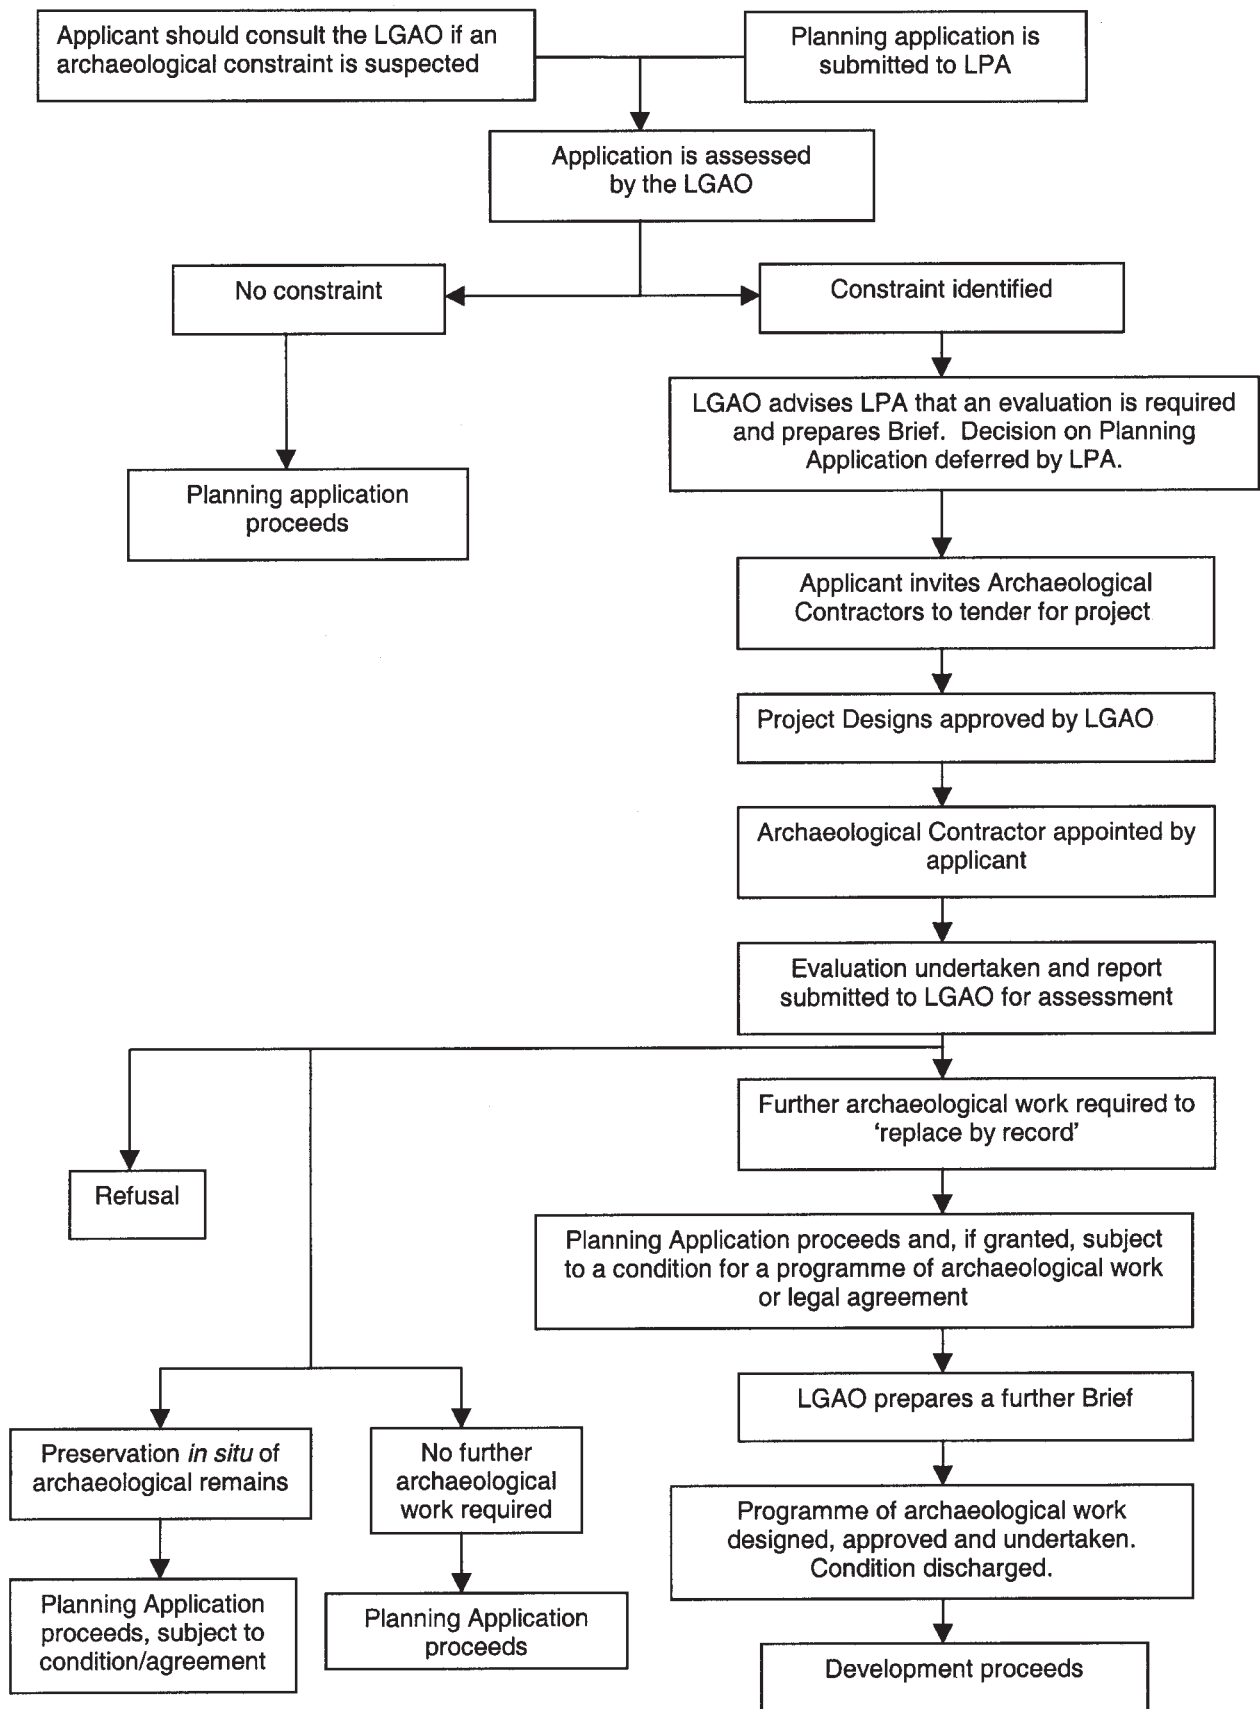 Applicant should consult the LGAO if an
archaeological constraint is suspected
Planning application is
submitted to LPA
Application is assessed
by the LGAO
No constraint
Constraint identified
Planning application
proceeds
LGAO advises LPA that an evaluation is required
and prepares Brief.  Decision on Planning
Application deferred by LPA.
Applicant invites Archaeological
Contractors to tender for project
Project Designs approved by LGAO
Archaeological Contractor appointed by
applicant
Evaluation undertaken and report
submitted to LGAO for assessment
Refusal
Further archaeological work required to
‘replace by record’
Planning Application proceeds and, if granted, subject
to a condition for a programme of archaeological work
or legal agreement
LGAO prepares a further Brief
Preservation in situ of
archaeological remains
No further
archaeological
work required
Programme of archaeological work
designed, approved and undertaken.
Condition discharged.
Planning Application
proceeds, subject to
condition/agreement
Planning Application
proceeds
Development proceeds